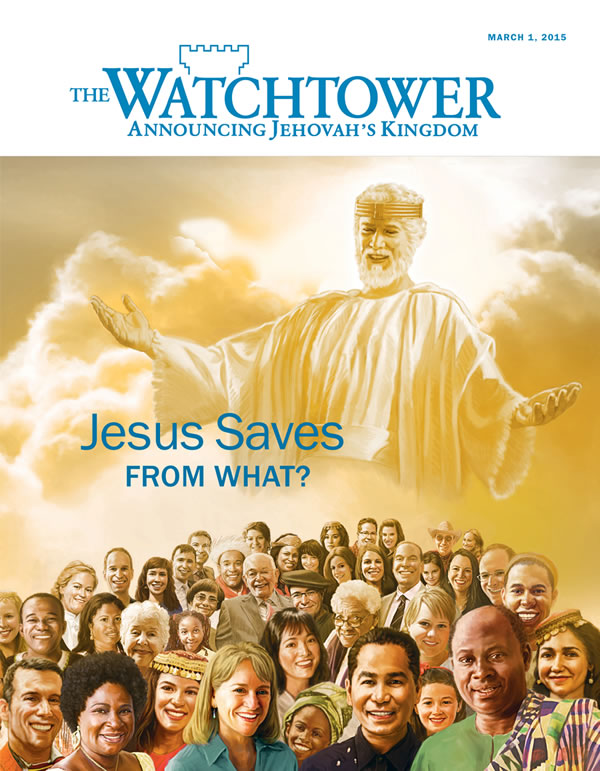 MARCH 1, 2015
THE WATCHTOWER
ANNOUNCING JEHOVAH'S KINGDOM
Jesus Saves
FROM WHAT?